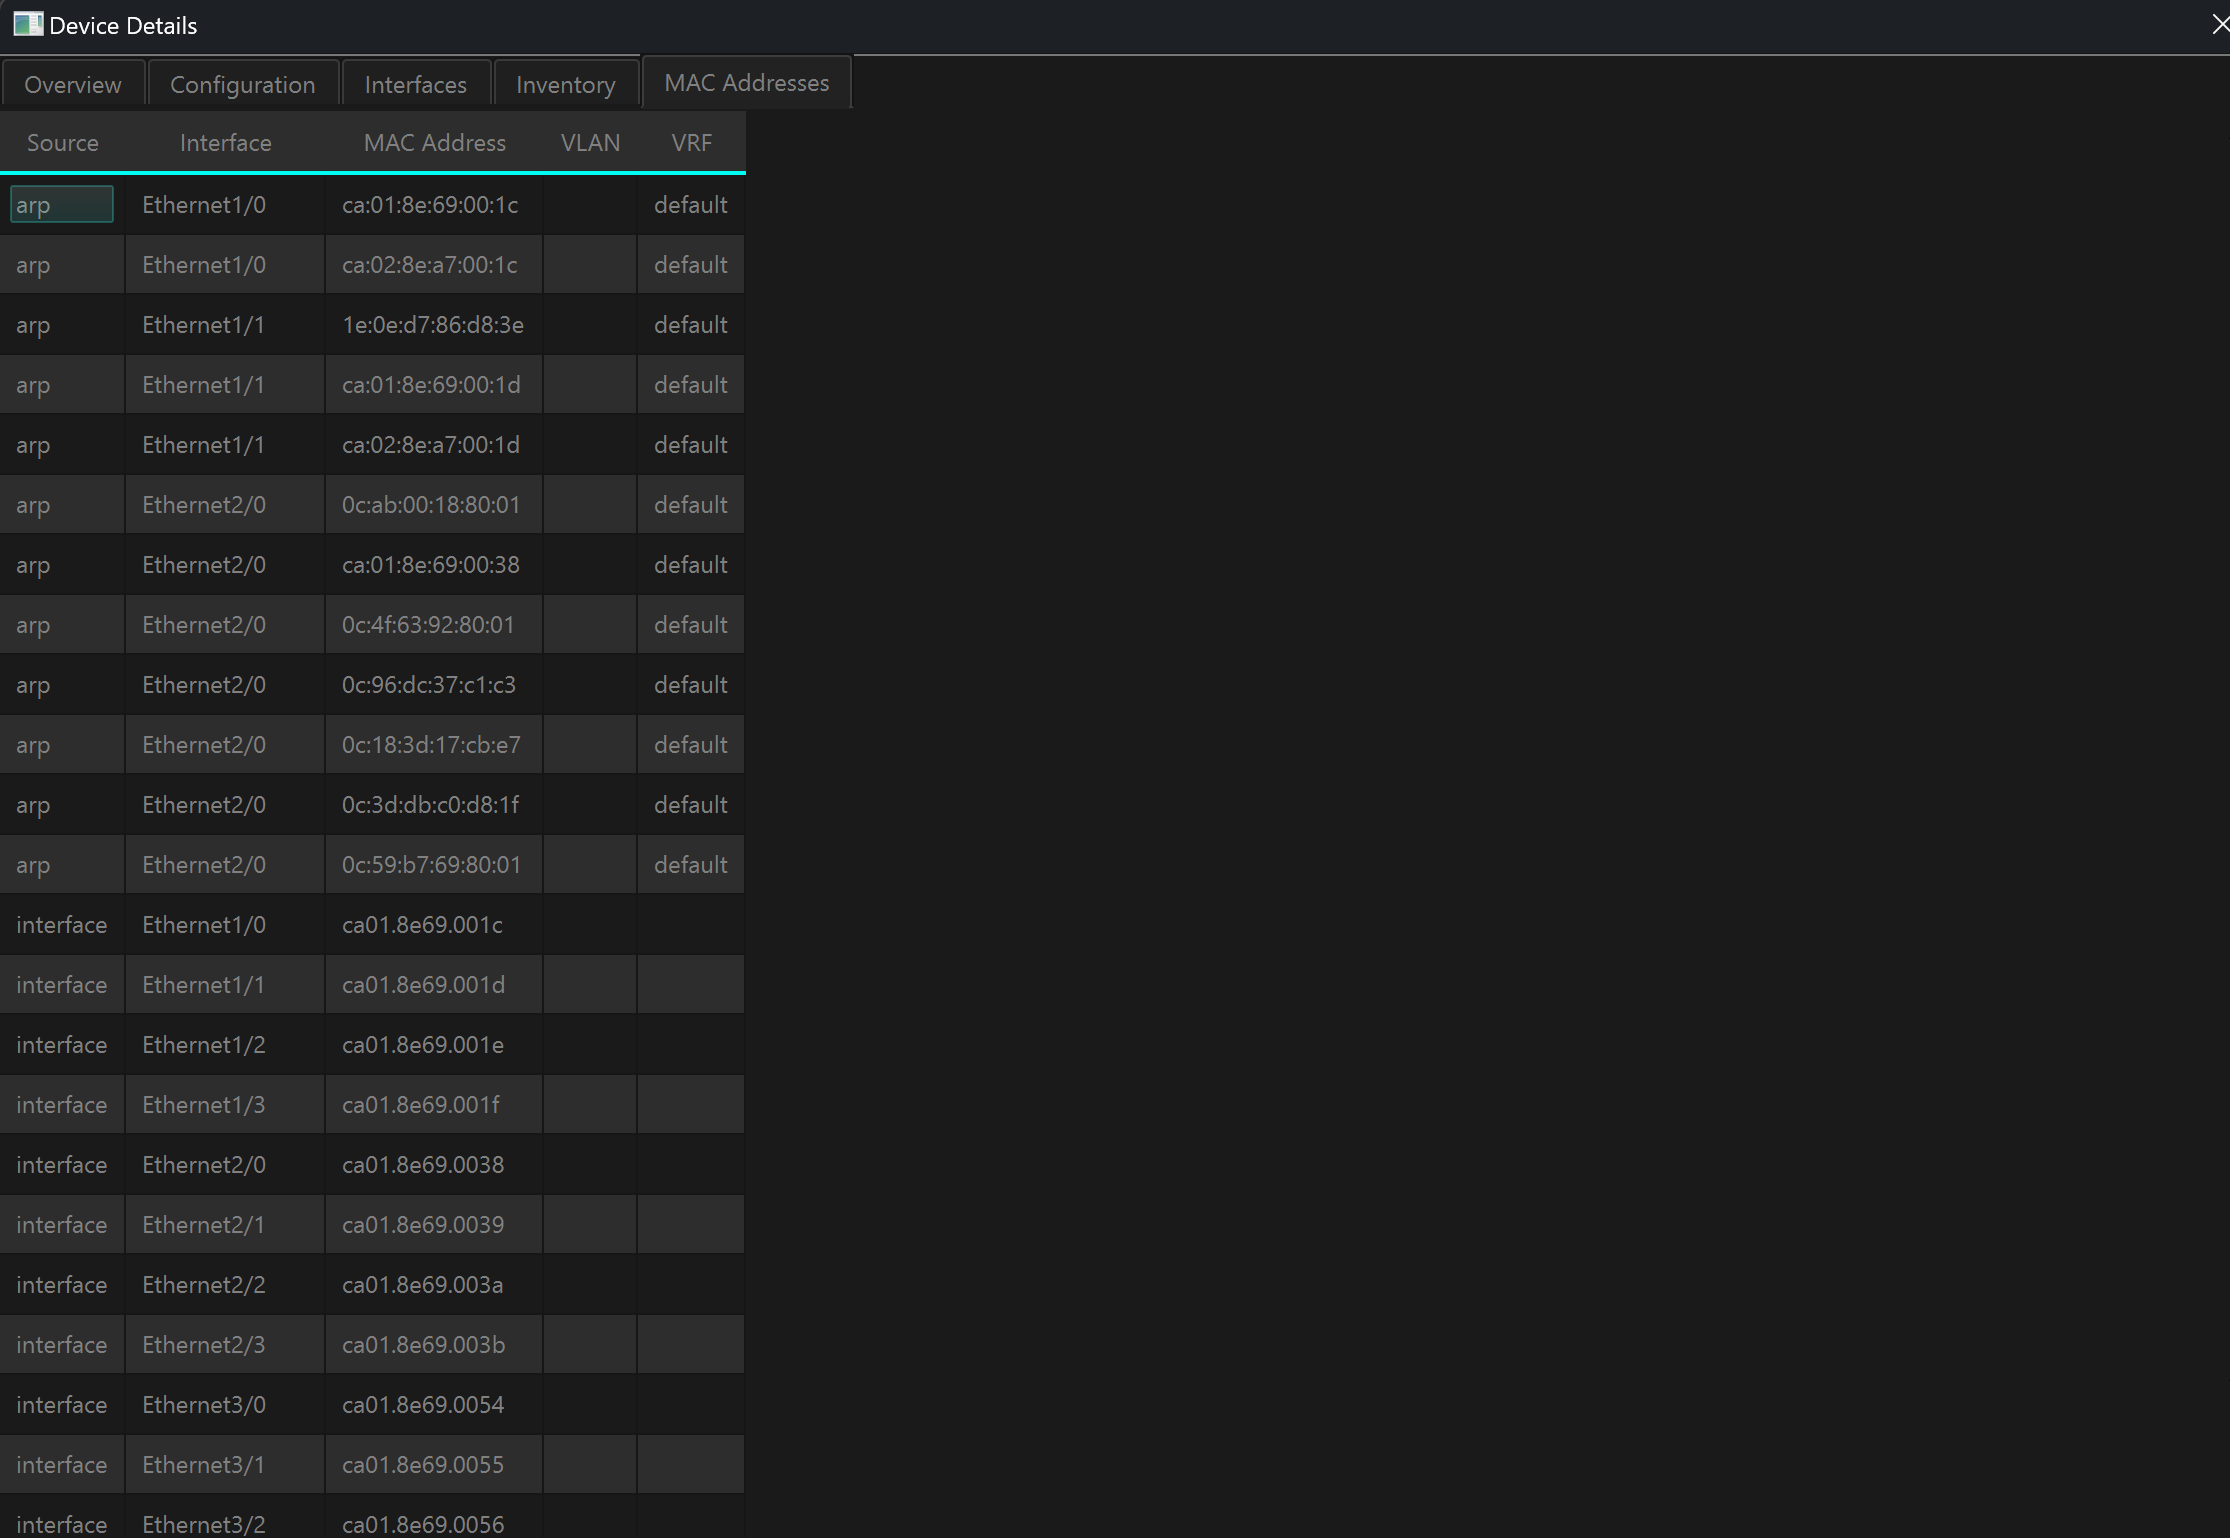 Device Details
Overview Configuration Interfaces Inventory MAC Addresses
Source Interface MAC Address VLAN VRF
arp Ethernet1/0 ca:01:8e:69:00:1c default
arp Ethernet1/0 ca:02:8e:a7:00:1c default
arp Ethernet1/1 1e:0e:d7:86:d8:3e default
arp Ethernet1/1 ca:01:8e:69:00:1d default
arp Ethernet1/1 ca:02:8e:a7:00:1d default
arp Ethernet2/0 0c:ab:00:18:80:01 default
arp Ethernet2/0 ca:01:8e:69:00:38 default
arp Ethernet2/0 0c:4f:63:92:80:01 default
arp Ethernet2/0 0c:96:dc:37:c1:c3 default
arp Ethernet2/0 0c:18:3d:17:cb:e7 default
arp Ethernet2/0 0c:3d:db:c0:d8:1f default
arp Ethernet2/0 0c:59:b7:69:80:01 default
interface Ethernet1/0 ca01.8e69.001c
interface Ethernet1/1 ca01.8e69.001d
interface Ethernet1/2 ca01.8e69.001e
interface Ethernet1/3 ca01.8e69.001f
interface Ethernet2/0 ca01.8e69.0038
interface Ethernet2/1 ca01.8e69.0039
interface Ethernet2/2 ca01.8e69.003a
interface Ethernet2/3 ca01.8e69.003b
interface Ethernet3/0 ca01.8e69.0054
interface Ethernet3/1 ca01.8e69.0055
interface Ethernet3/2 ca01.8e69.0056